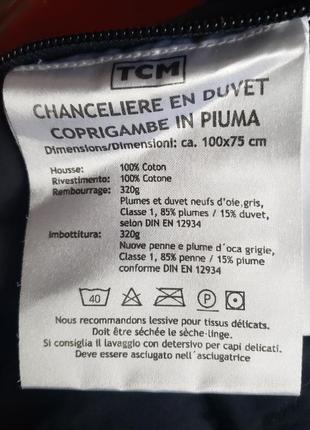 TCM
CHANCELIERE EN DUVET
COPRIGAMBE IN PIUMA
Dimensions/Dimensioni: ca. 100x75 cm
Housse: 100% Coton
Rivestimento: 100% Cotone
Rembourrage: 320g
Plumes et duvet neufs d'oie,gris,
Classe 1, 85% plumes / 15% duvet,
selon DIN EN 12934
Imbottitura: 320g
Nuove penne e piume d´oca grigie,
Classe 1, 85% penne / 15% piume
conforme DIN EN 12934
40 P
Nous recommandons lessive pour tissus délicats.
Doit être séchée le sèche-linge.
Si consiglia il lavaggio con detersivo per capi delicati.
Deve essere asciugato nell´asciugatrice.